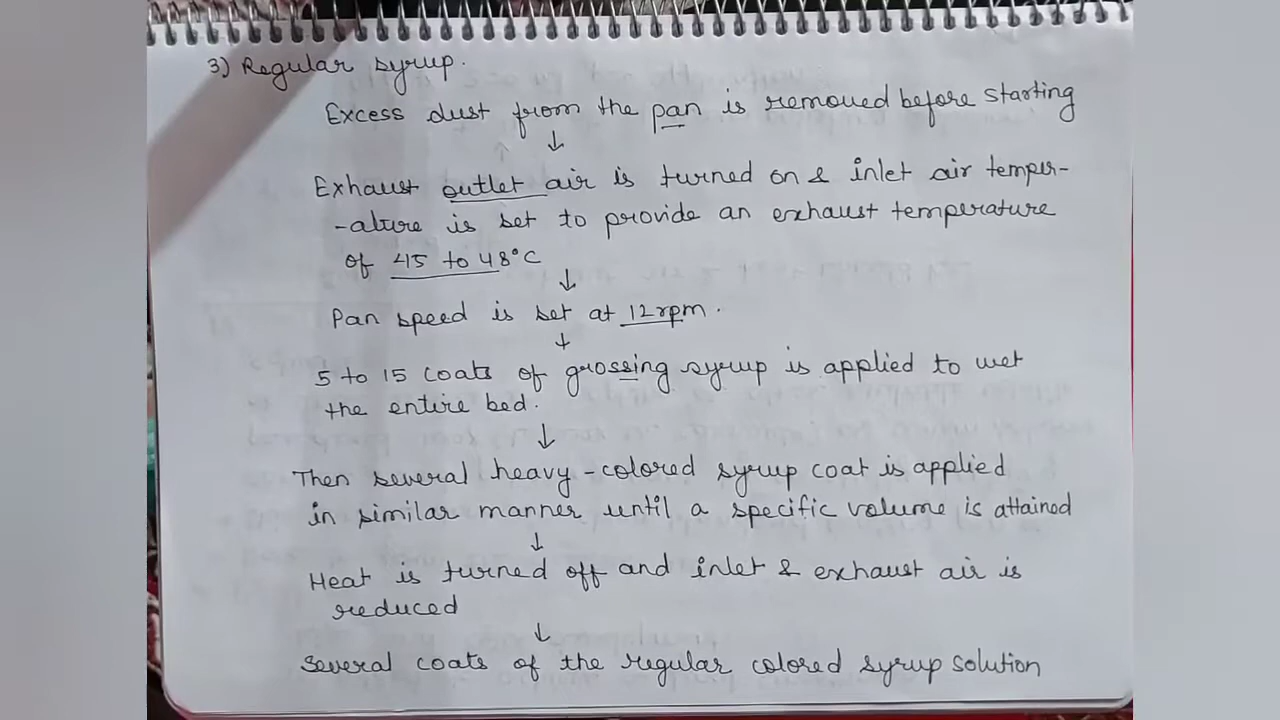 3) Regular syrup.
Excess dust from the pan is removed before starting
↓
Exhaust outlet air is turned on & inlet air temper-
-ature is set to provide an exhaust temperature
of 45 to 48°C
↓
Pan speed is set at 12rpm.
↓
5 to 15 coats of grossing syrup is applied to wet
the entire bed.
↓
Then several heavy-colored syrup coat is applied
in similar manner until a specific volume is attained
↓
Heat is turned off and inlet & exhaust air is
reduced
↓
Several coats of the regular colored syrup solution